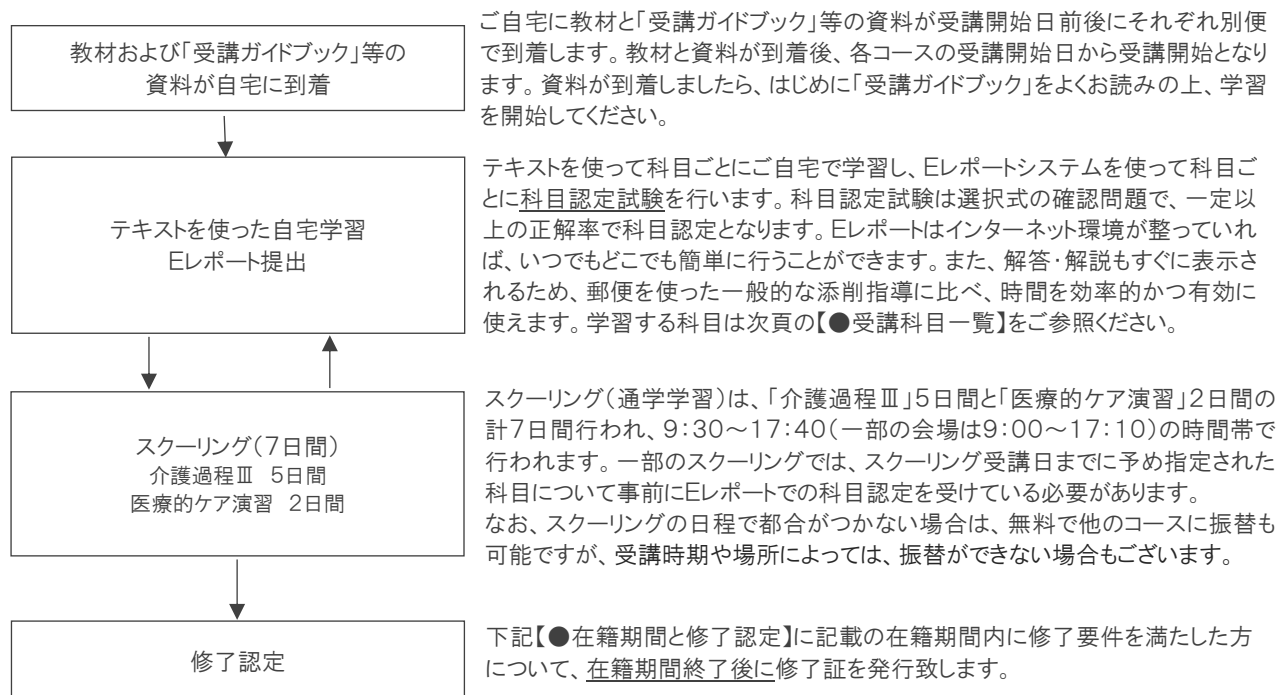 教材および「受講ガイドブック」等の
資料が自宅に到着
ご自宅に教材と「受講ガイドブック」等の資料が受講開始日前後にそれぞれ別便
で到着します。教材と資料が到着後、各コースの受講開始日から受講開始となり
ます。資料が到着しましたら、はじめに「受講ガイドブック」をよくお読みの上、学習
を開始してください。
テキストを使った自宅学習
Eレポート提出
テキストを使って科目ごとにご自宅で学習し、Eレポートシステムを使って科目ご
とに科目認定試験を行います。科目認定試験は選択式の確認問題で、一定以
上の正解率で科目認定となります。Eレポートはインターネット環境が整っていれ
ば、いつでもどこでも簡単に行うことができます。また、解答・解説もすぐに表示さ
れるため、郵便を使った一般的な添削指導に比べ、時間を効率的かつ有効に
使えます。学習する科目は次頁の【●受講科目一覧】をご参照ください。
スクーリング(7日間)
介護過程Ⅲ 5日間
医療的ケア演習 2日間
スクーリング(通学学習)は、「介護過程Ⅲ」5日間と「医療的ケア演習」2日間の
計7日間行われ、9:30～17:40(一部の会場は9:00～17:10)の時間帯で
行われます。一部のスクーリングでは、スクーリング受講日までに予め指定された
科目について事前にEレポートでの科目認定を受けている必要があります。
なお、スクーリングの日程で都合がつかない場合は、無料で他のコースに振替も
可能ですが、受講時期や場所によっては、振替ができない場合もございます。
修了認定
下記【●在籍期間と修了認定】に記載の在籍期間内に修了要件を満たした方
について、在籍期間終了後に修了証を発行致します。